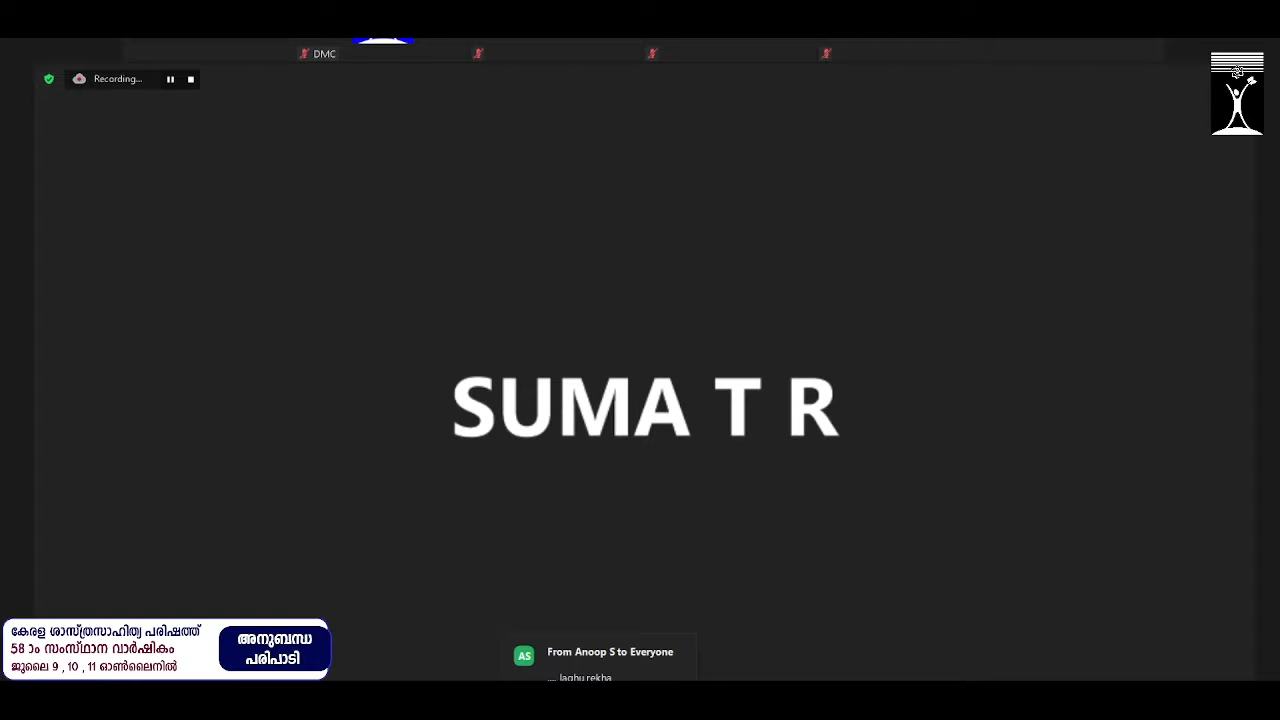 DMC
Recording...
SUMA T R
കേരള ശാസ്ത്രസാഹിത്യ പരിഷത്ത്
58 ാം സംസ്ഥാന വാർഷികം
ജൂലൈ 9 , 10 , 11 ഓൺലൈനിൽ
അനുബന്ധ
പരിപാടി
AS
From Anoop S to Everyone
.... laghu rekha